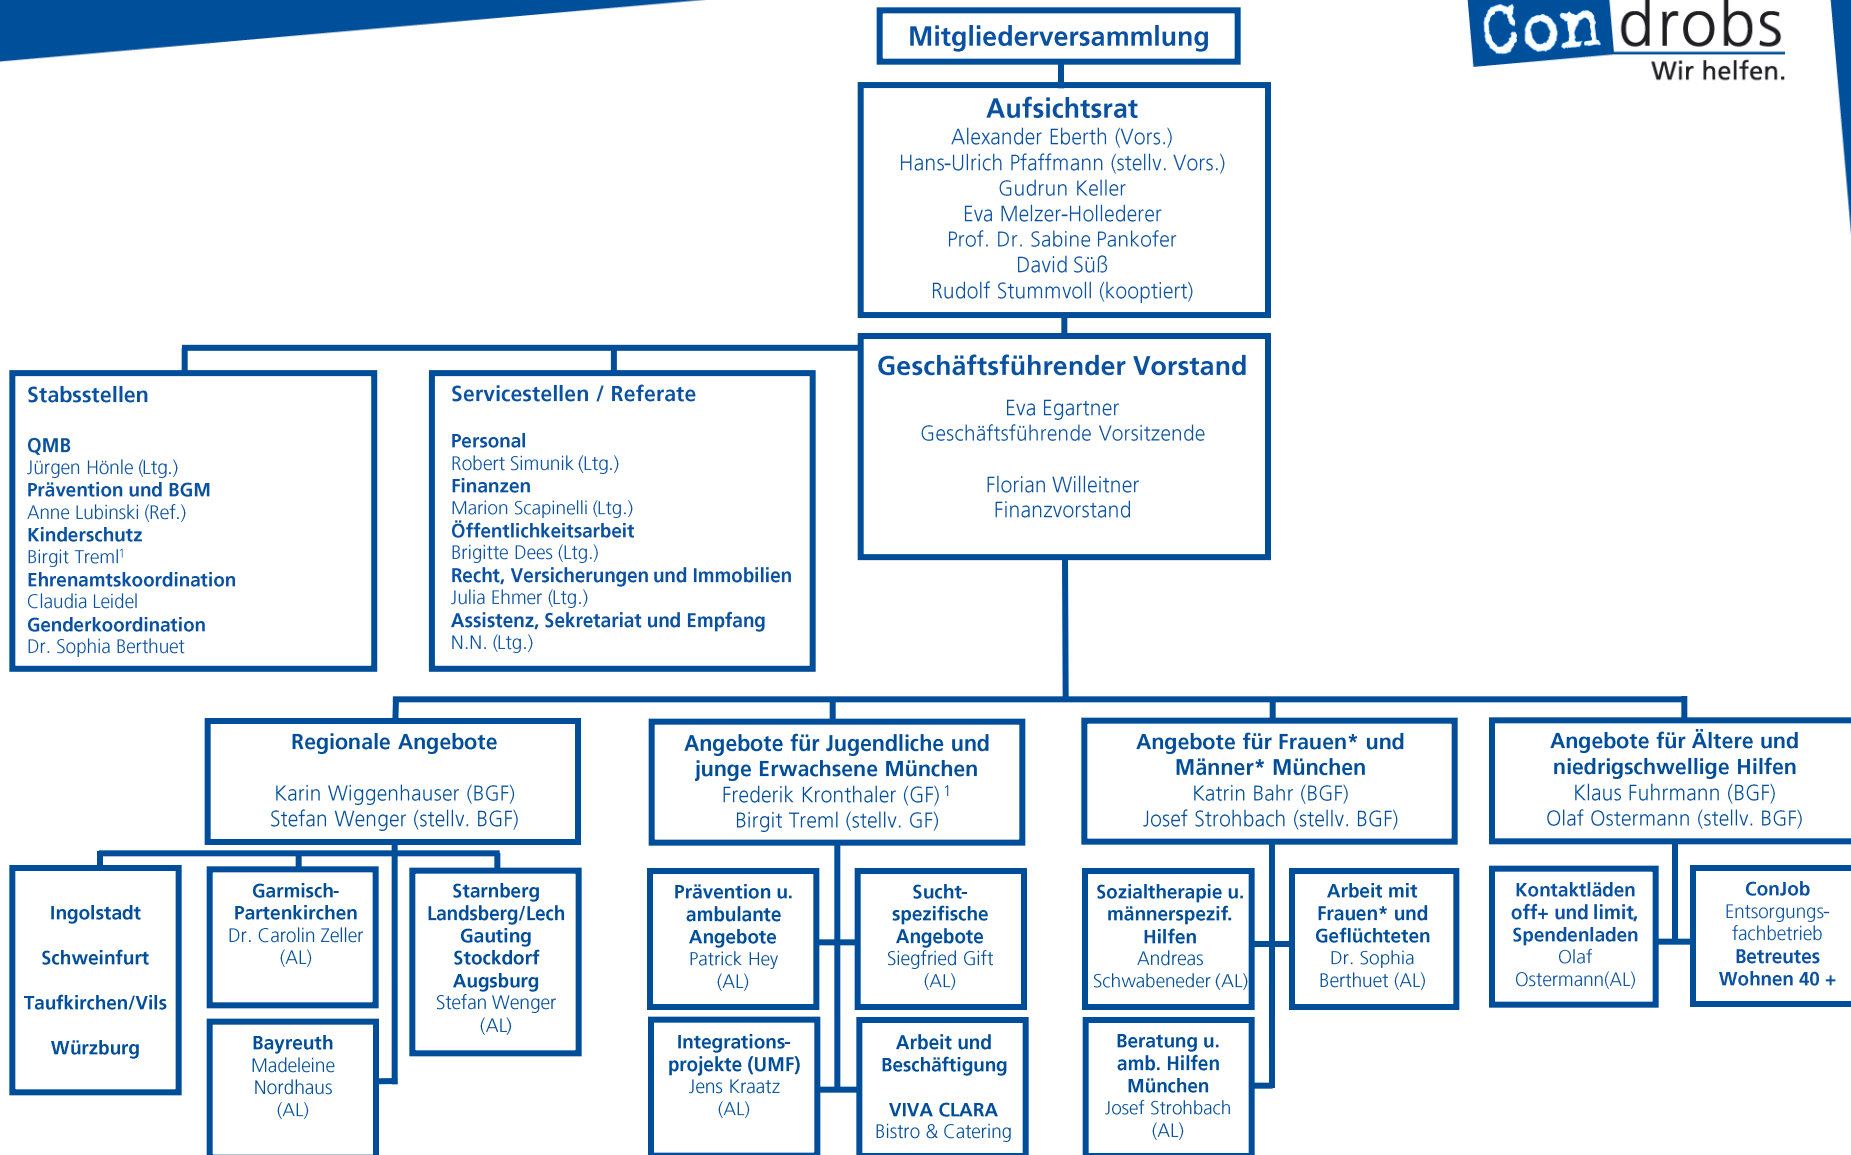 Condrobs
Wir helfen.
Mitgliederversammlung
Aufsichtsrat
Alexander Eberth (Vors.)
Hans-Ulrich Pfaffmann (stellv. Vors.)
Gudrun Keller
Eva Melzer-Hollederer
Prof. Dr. Sabine Pankofer
David Süß
Rudolf Stummvoll (kooptiert)
Geschäftsführender Vorstand
Eva Egartner
Geschäftsführende Vorsitzende
Florian Willeitner
Finanzvorstand
Stabsstellen
QMB
Jürgen Hönle (Ltg.)
Prävention und BGM
Anne Lubinski (Ref.)
Kinderschutz
Birgit Treml¹
Ehrenamtskoordination
Claudia Leidel
Genderkoordination
Dr. Sophia Berthuet
Servicestellen / Referate
Personal
Robert Simunik (Ltg.)
Finanzen
Marion Scapinelli (Ltg.)
Öffentlichkeitsarbeit
Brigitte Dees (Ltg.)
Recht, Versicherungen und Immobilien
Julia Ehmer (Ltg.)
Assistenz, Sekretariat und Empfang
N.N. (Ltg.)
Regionale Angebote
Karin Wiggenhauser (BGF)
Stefan Wenger (stellv. BGF)
Ingolstadt
Schweinfurt
Taufkirchen/Vils
Würzburg
Garmisch-
Partenkirchen
Dr. Carolin Zeller
(AL)
Bayreuth
Madeleine
Nordhaus
(AL)
Starnberg
Landsberg/Lech
Gauting
Stockdorf
Augsburg
Stefan Wenger
(AL)
Angebote für Jugendliche und
junge Erwachsene München
Frederik Kronthaler (GF) ¹
Birgit Treml (stellv. GF)
Prävention u.
ambulante
Angebote
Patrick Hey
(AL)
Sucht-
spezifische
Angebote
Siegfried Gift
(AL)
Integrations-
projekte (UMF)
Jens Kraatz
(AL)
Arbeit und
Beschäftigung
VIVA CLARA
Bistro & Catering
Angebote für Frauen* und
Männer* München
Katrin Bahr (BGF)
Josef Strohbach (stellv. BGF)
Sozialtherapie u.
männerspezif.
Hilfen
Andreas
Schwabeneder (AL)
Arbeit mit
Frauen* und
Geflüchteten
Dr. Sophia
Berthuet (AL)
Beratung u.
amb. Hilfen
München
Josef Strohbach
(AL)
Angebote für Ältere und
niedrigschwellige Hilfen
Klaus Fuhrmann (BGF)
Olaf Ostermann (stellv. BGF)
Kontaktläden
off+ und limit,
Spendenladen
Olaf
Ostermann(AL)
ConJob
Entsorgungs-
fachbetrieb
Betreutes
Wohnen 40 +